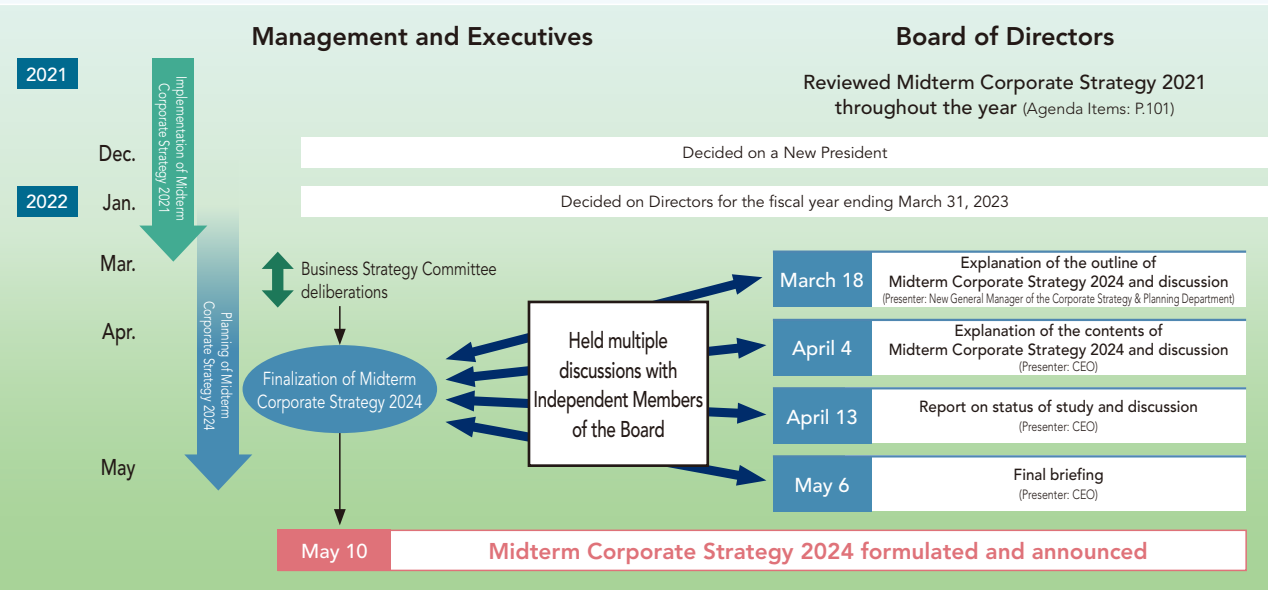 Management and Executives
Board of Directors
2021
Implementation of Midterm
Corporate Strategy 2021
Reviewed Midterm Corporate Strategy 2021
throughout the year (Agenda Items: P.101)
Dec.
Decided on a New President
2022
Jan.
Decided on Directors for the fiscal year ending March 31, 2023
Planning of Midterm
Corporate Strategy 2024
Mar.
Business Strategy Committee
deliberations
March 18
Explanation of the outline of
Midterm Corporate Strategy 2024 and discussion
(Presenter: New General Manager of the Corporate Strategy & Planning Department)
Apr.
Finalization of Midterm
Corporate Strategy 2024
Held multiple
discussions with
Independent Members
of the Board
April 4
Explanation of the contents of
Midterm Corporate Strategy 2024 and discussion
(Presenter: CEO)
April 13
Report on status of study and discussion
(Presenter: CEO)
May
May 6
Final briefing
(Presenter: CEO)
May 10
Midterm Corporate Strategy 2024 formulated and announced